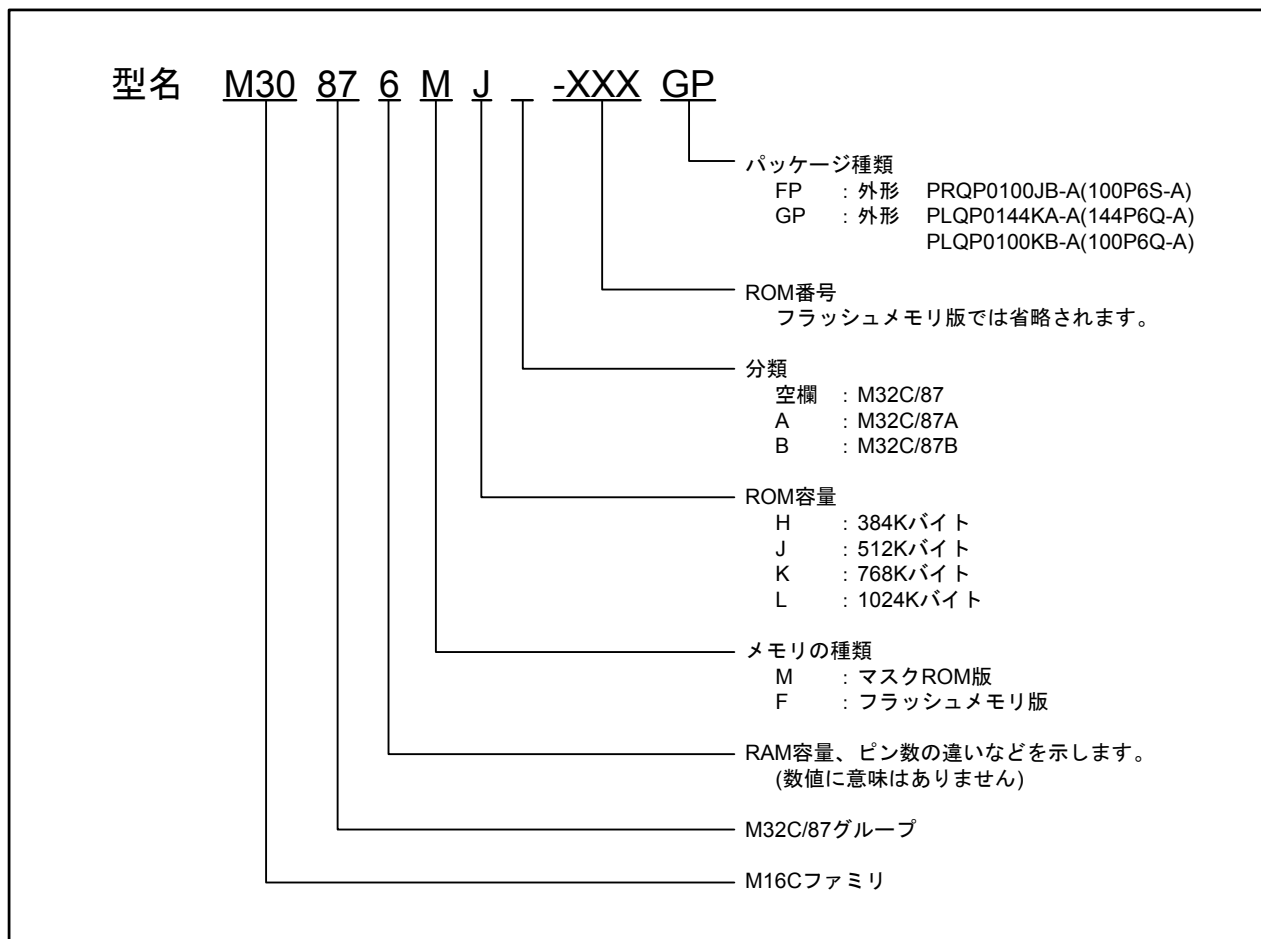 型名 M30 87 6 M J _ -XXX GP
パッケージ種類
FP : 外形 PRQP0100JB-A(100P6S-A)
GP : 外形 PLQP0144KA-A(144P6Q-A)
PLQP0100KB-A(100P6Q-A)
ROM番号
フラッシュメモリ版では省略されます。
分類
空欄 : M32C/87
A : M32C/87A
B : M32C/87B
ROM容量
H : 384Kバイト
J : 512Kバイト
K : 768Kバイト
L : 1024Kバイト
メモリの種類
M : マスクROM版
F : フラッシュメモリ版
RAM容量、ピン数の違いなどを示します。
(数値に意味はありません)
M32C/87グループ
M16Cファミリ